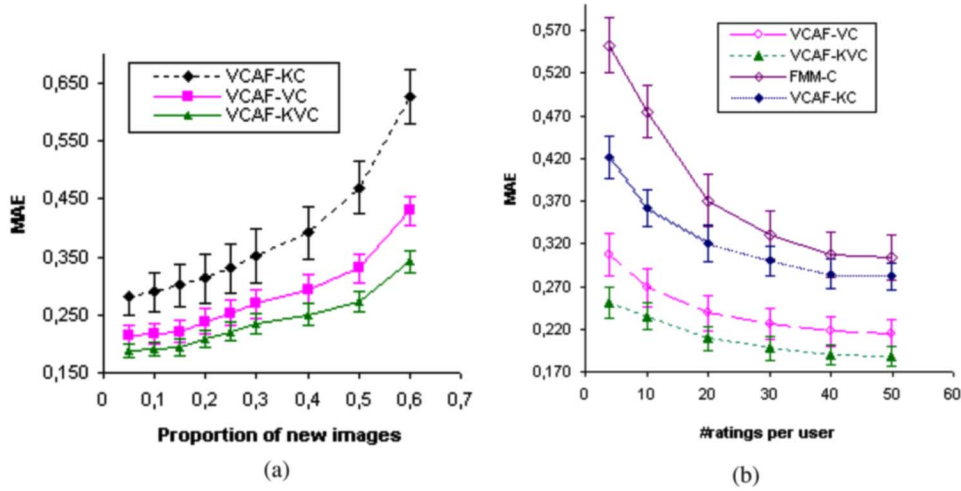 0,650
0,550
0,450
0,350
0,250
0,150
MAE
VCAF-KC
VCAF-VC
VCAF-KVC
0 0,1 0,2 0,3 0,4 0,5 0,6 0,7
Proportion of new images
(a)
0,570
0,520
0,470
0,420
0,370
0,320
0,270
0,220
0,170
MAE
VCAF-VC
VCAF-KVC
FMM-C
VCAF-KC
0 10 20 30 40 50 60
#ratings per user
(b)